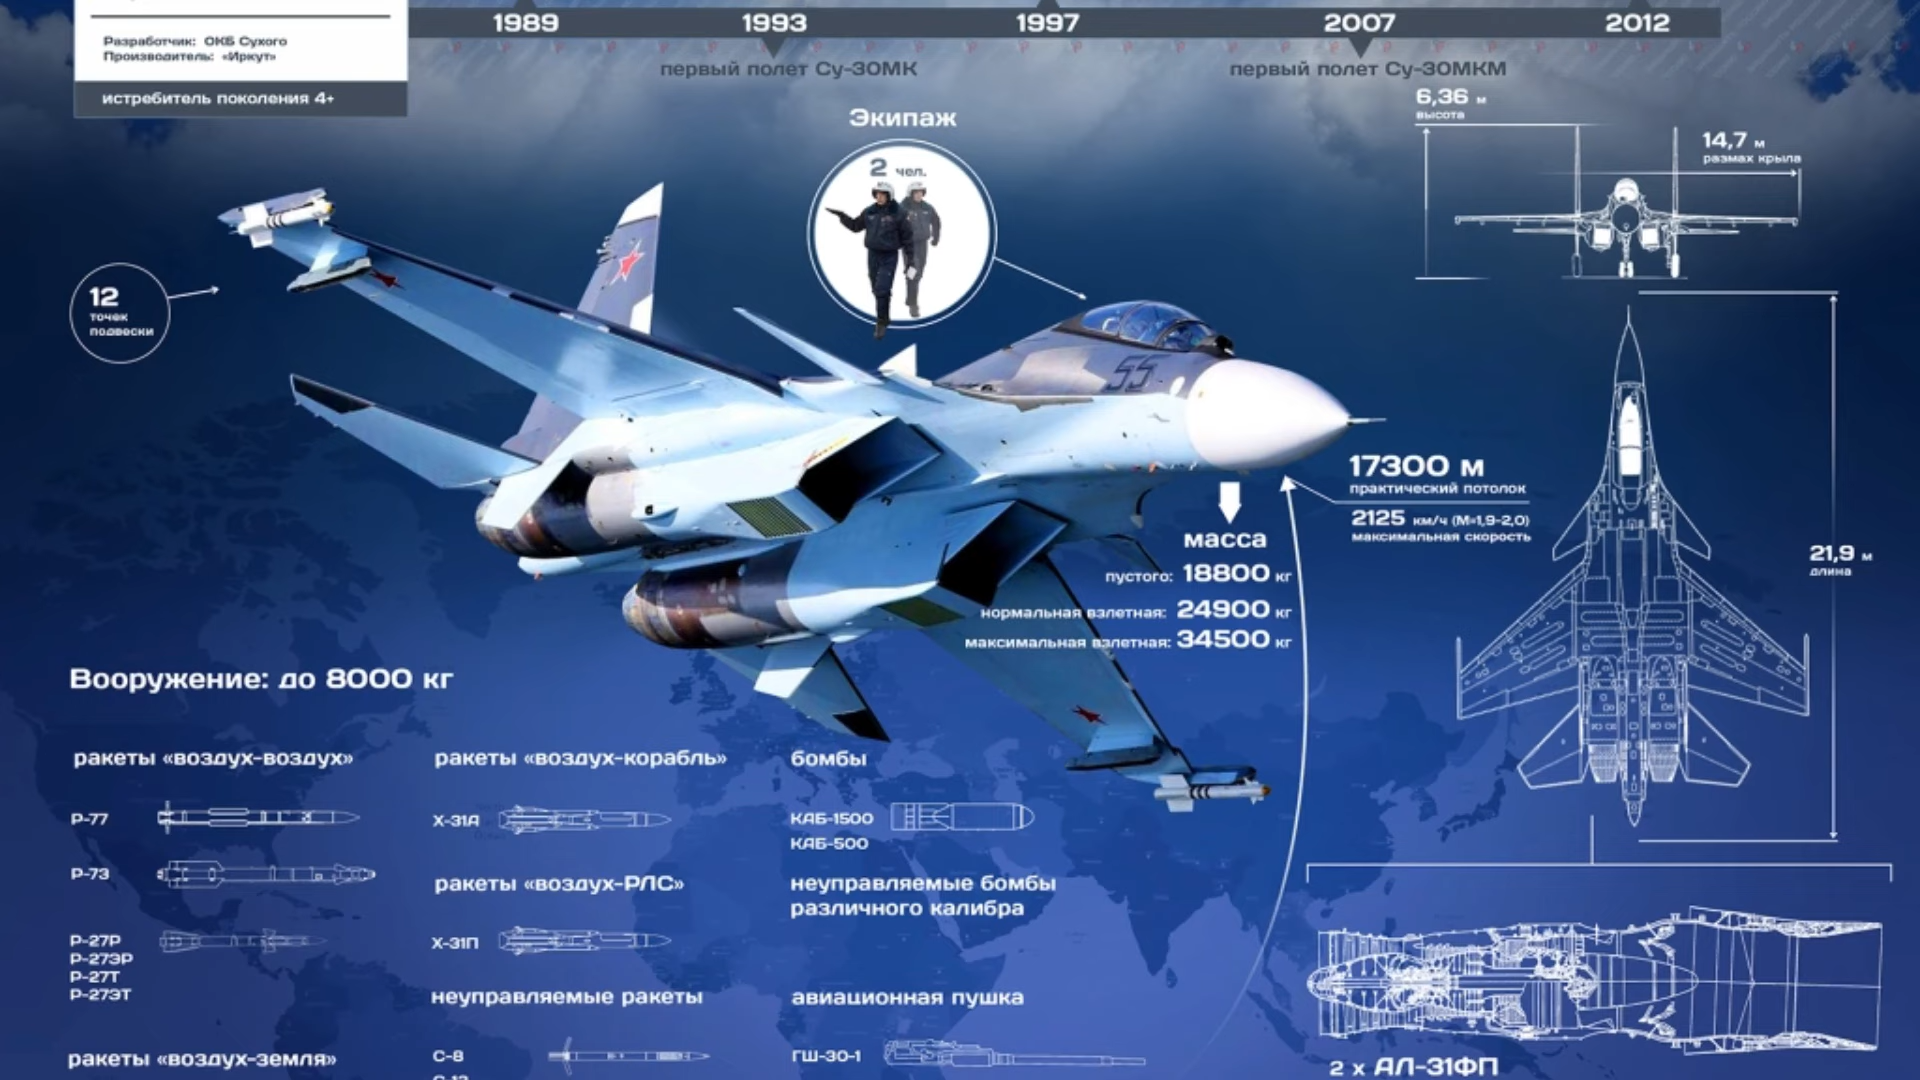 1989
1993
1997
2007
2012
Разработчик: ОКБ Сухого
Производитель: «Иркут»
истребитель поколения 4+
первый полет Су-30МК
первый полет Су-30МКМ
6,36 м
высота
14,7 м
размах крыла
Экипаж
2 чел.
12
точек
подвески
55
17300 м
практический потолок
2125 км/ч (М=1,9-2,0)
максимальная скорость
масса
пустого: 18800 кг
нормальная взлетная: 24900 кг
максимальная взлетная: 34500 кг
21,9 м
длина
Вооружение: до 8000 кг
ракеты «воздух-воздух»
Р-77
Р-73
Р-27Р
Р-27ЭР
Р-27Т
Р-27ЭТ
ракеты «воздух-земля»
ракеты «воздух-корабль»
Х-31А
ракеты «воздух-РЛС»
Х-31П
неуправляемые ракеты
С-8
бомбы
КАБ-1500
КАБ-500
неуправляемые бомбы
различного калибра
авиационная пушка
ГШ-30-1
2 х АЛ-31ФП